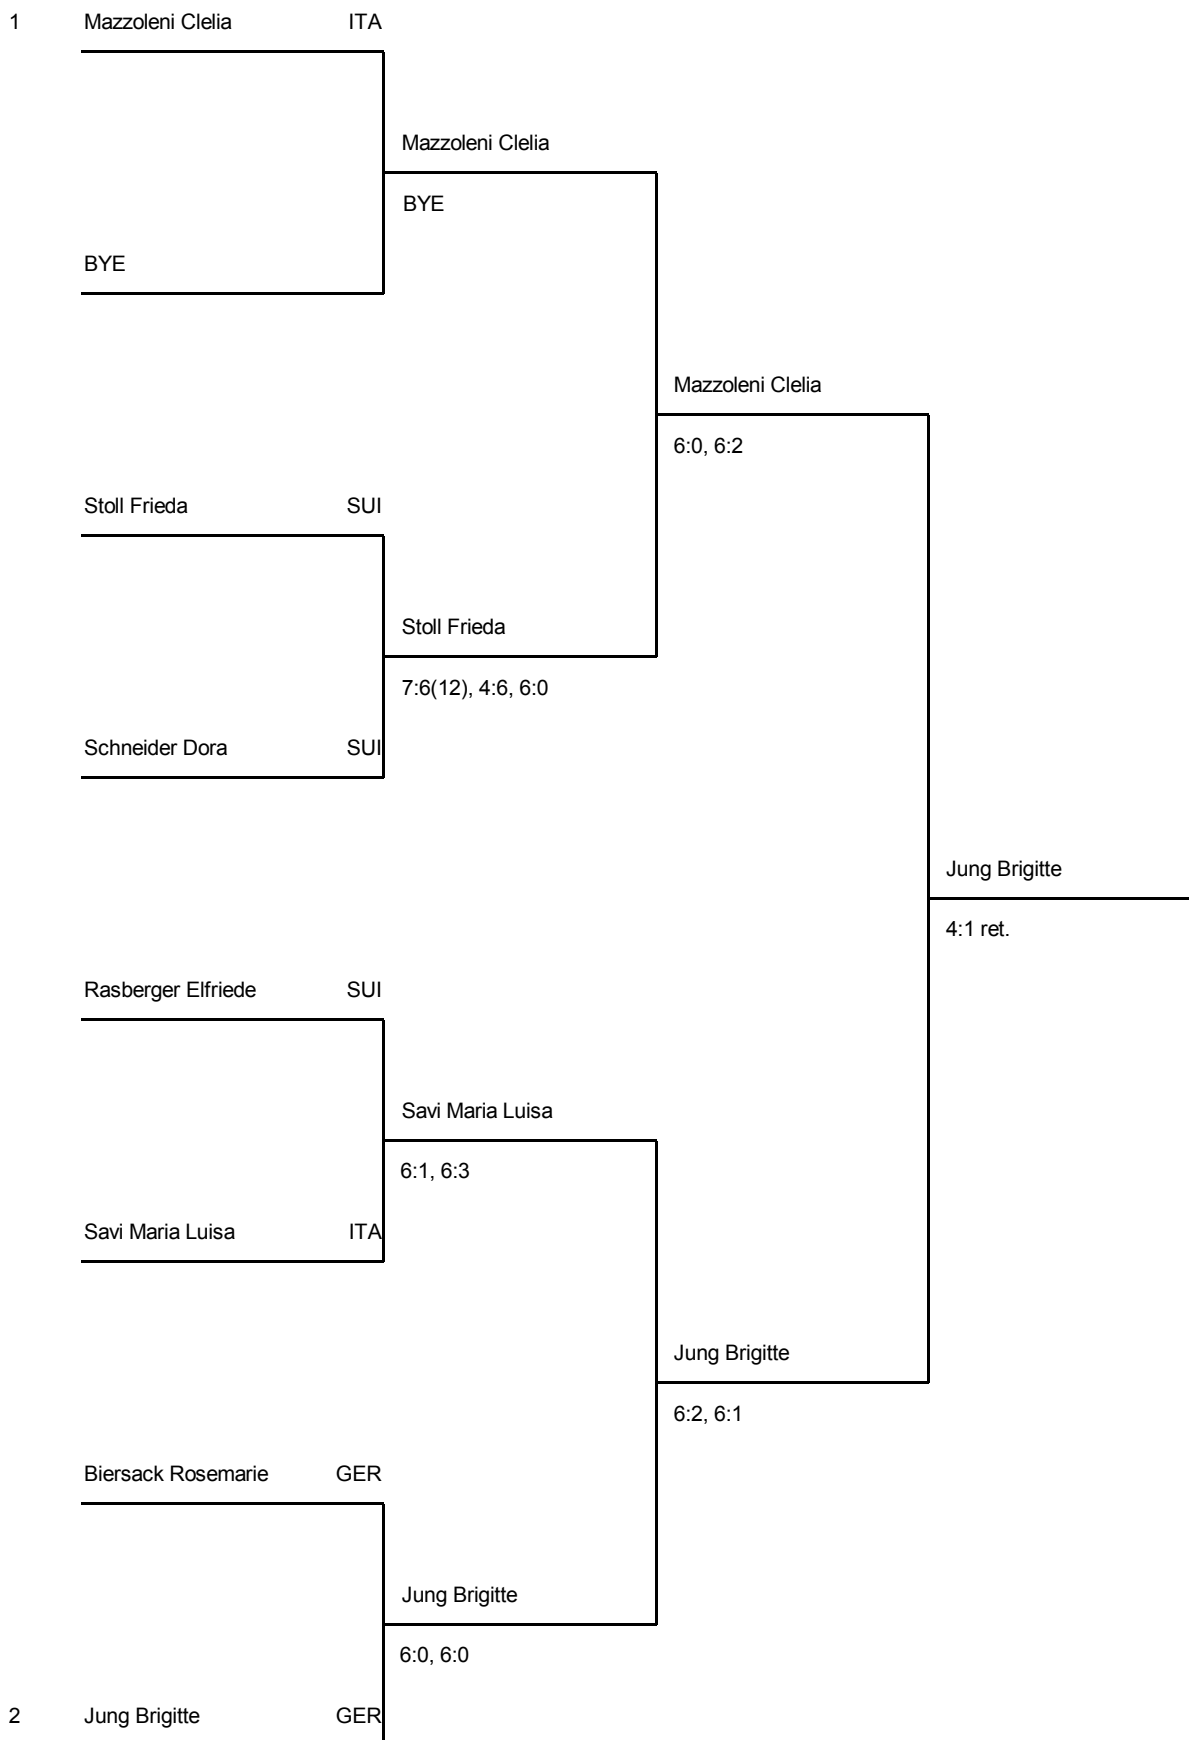 1 Mazzoleni Clelia ITA
Mazzoleni Clelia
BYE
BYE
Mazzoleni Clelia
6:0, 6:2
Stoll Frieda SUI
Stoll Frieda
7:6(12), 4:6, 6:0
Schneider Dora SUI
Jung Brigitte
4:1 ret.
Rasberger Elfriede SUI
Savi Maria Luisa
6:1, 6:3
Savi Maria Luisa ITA
Jung Brigitte
6:2, 6:1
Biersack Rosemarie GER
Jung Brigitte
6:0, 6:0
2 Jung Brigitte GER